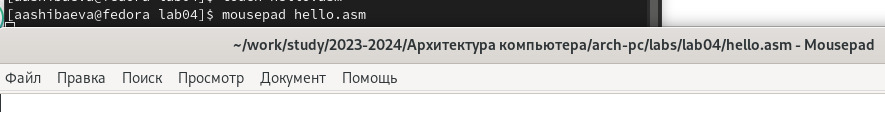 [aashibaeva@fedora lab04]$ mousepad hello.asm
~/work/study/2023-2024/Архитектура компьютера/arch-pc/labs/lab04/hello.asm - Mousepad
Файл Правка Поиск Просмотр Документ Помощь